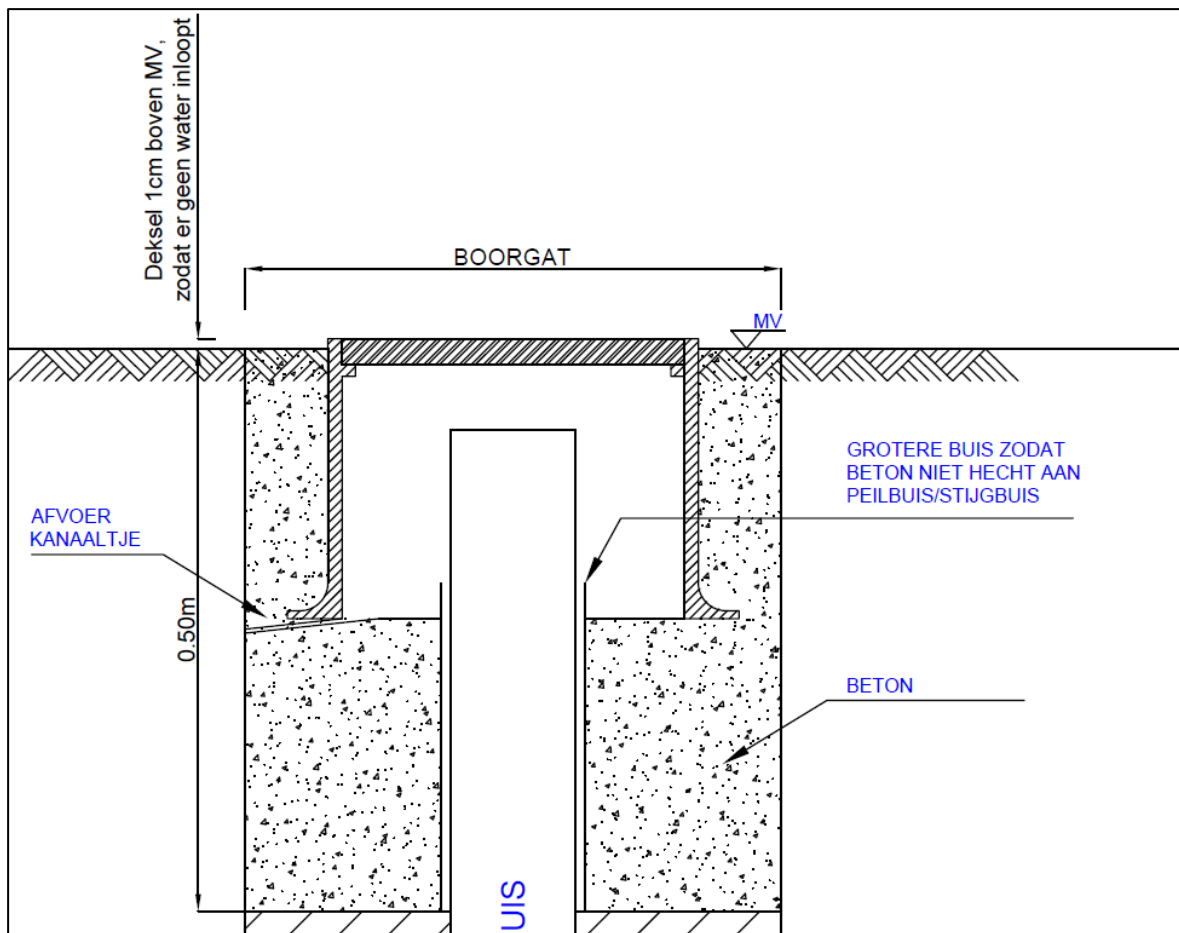 Deksel 1cm boven MV,
zodat er geen water inloopt
BOORGAT
MV
GROTERE BUIS ZODAT
BETON NIET HECHT AAN
PEILBUIS/STIJGBUIS
AFVOER
KANAALTJE
0.50m
BETON
UIS